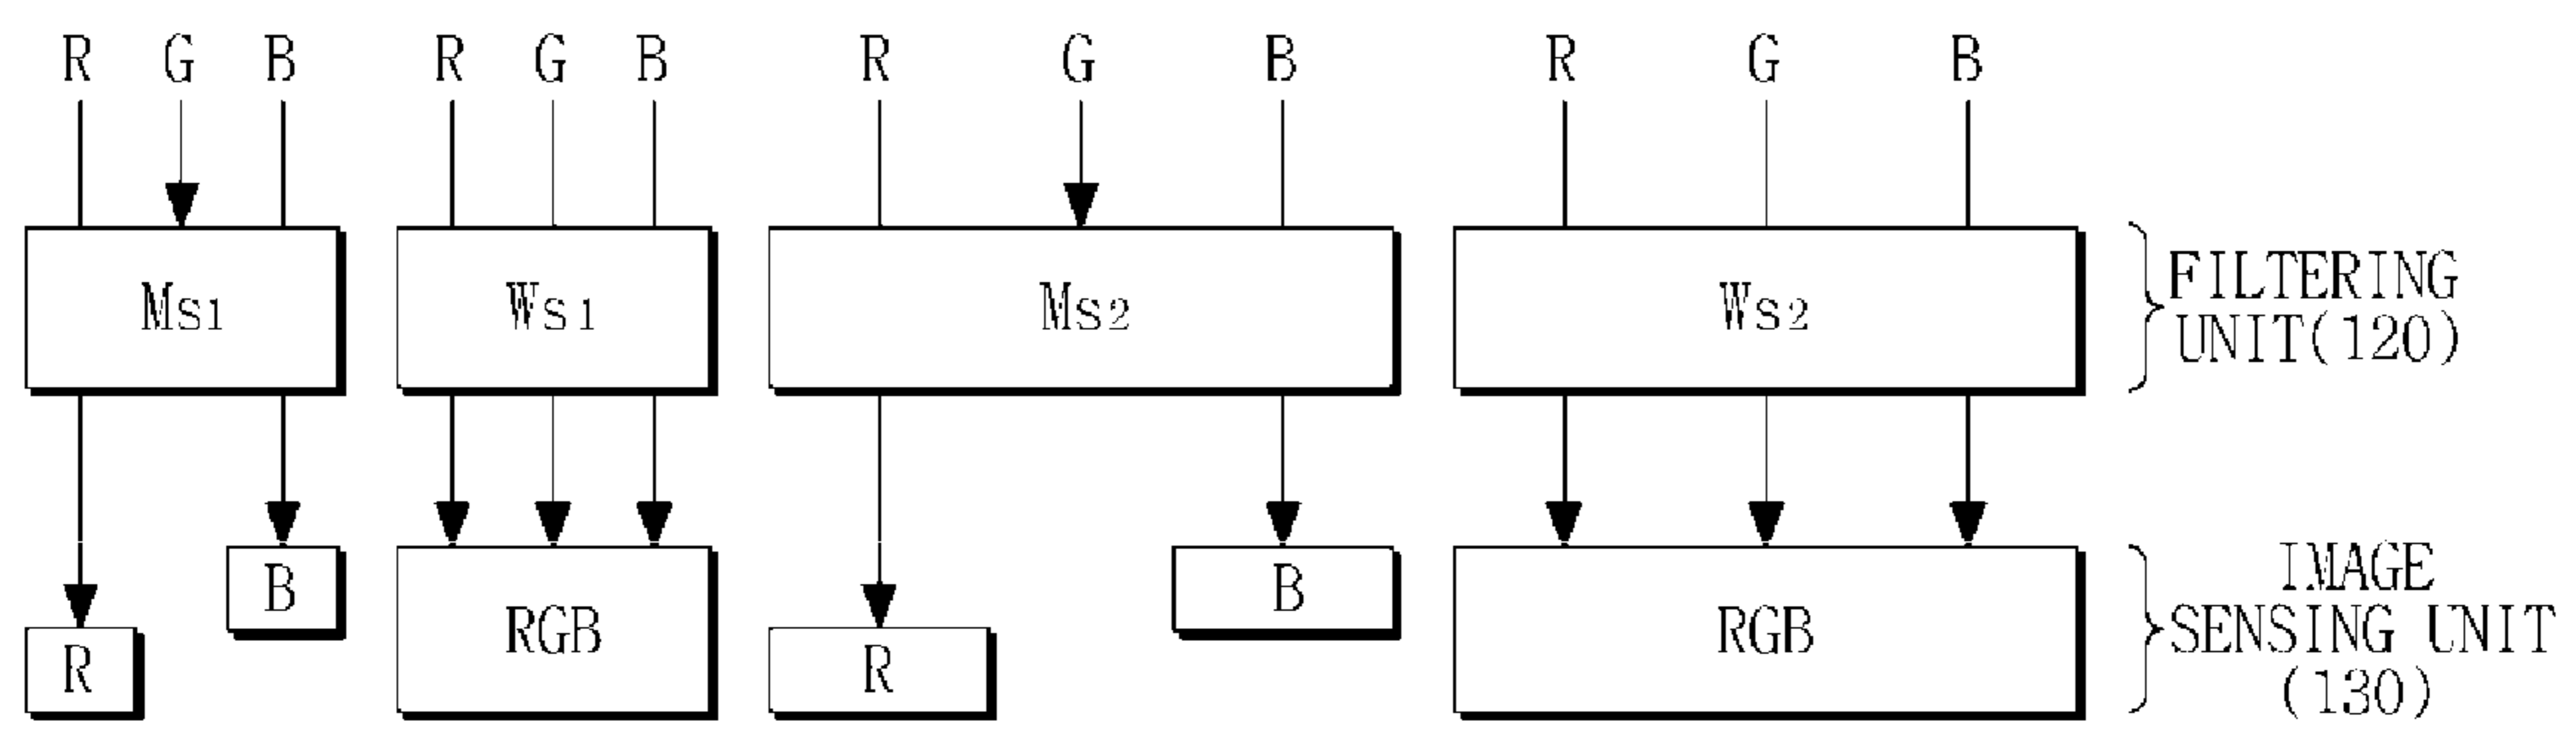 R G B R G B R G B R G B
Ms1 Ws1 Ms2 Ws2
FILTERING
UNIT(120)
B B
R RGB R RGB
IMAGE
SENSING UNIT
(130)